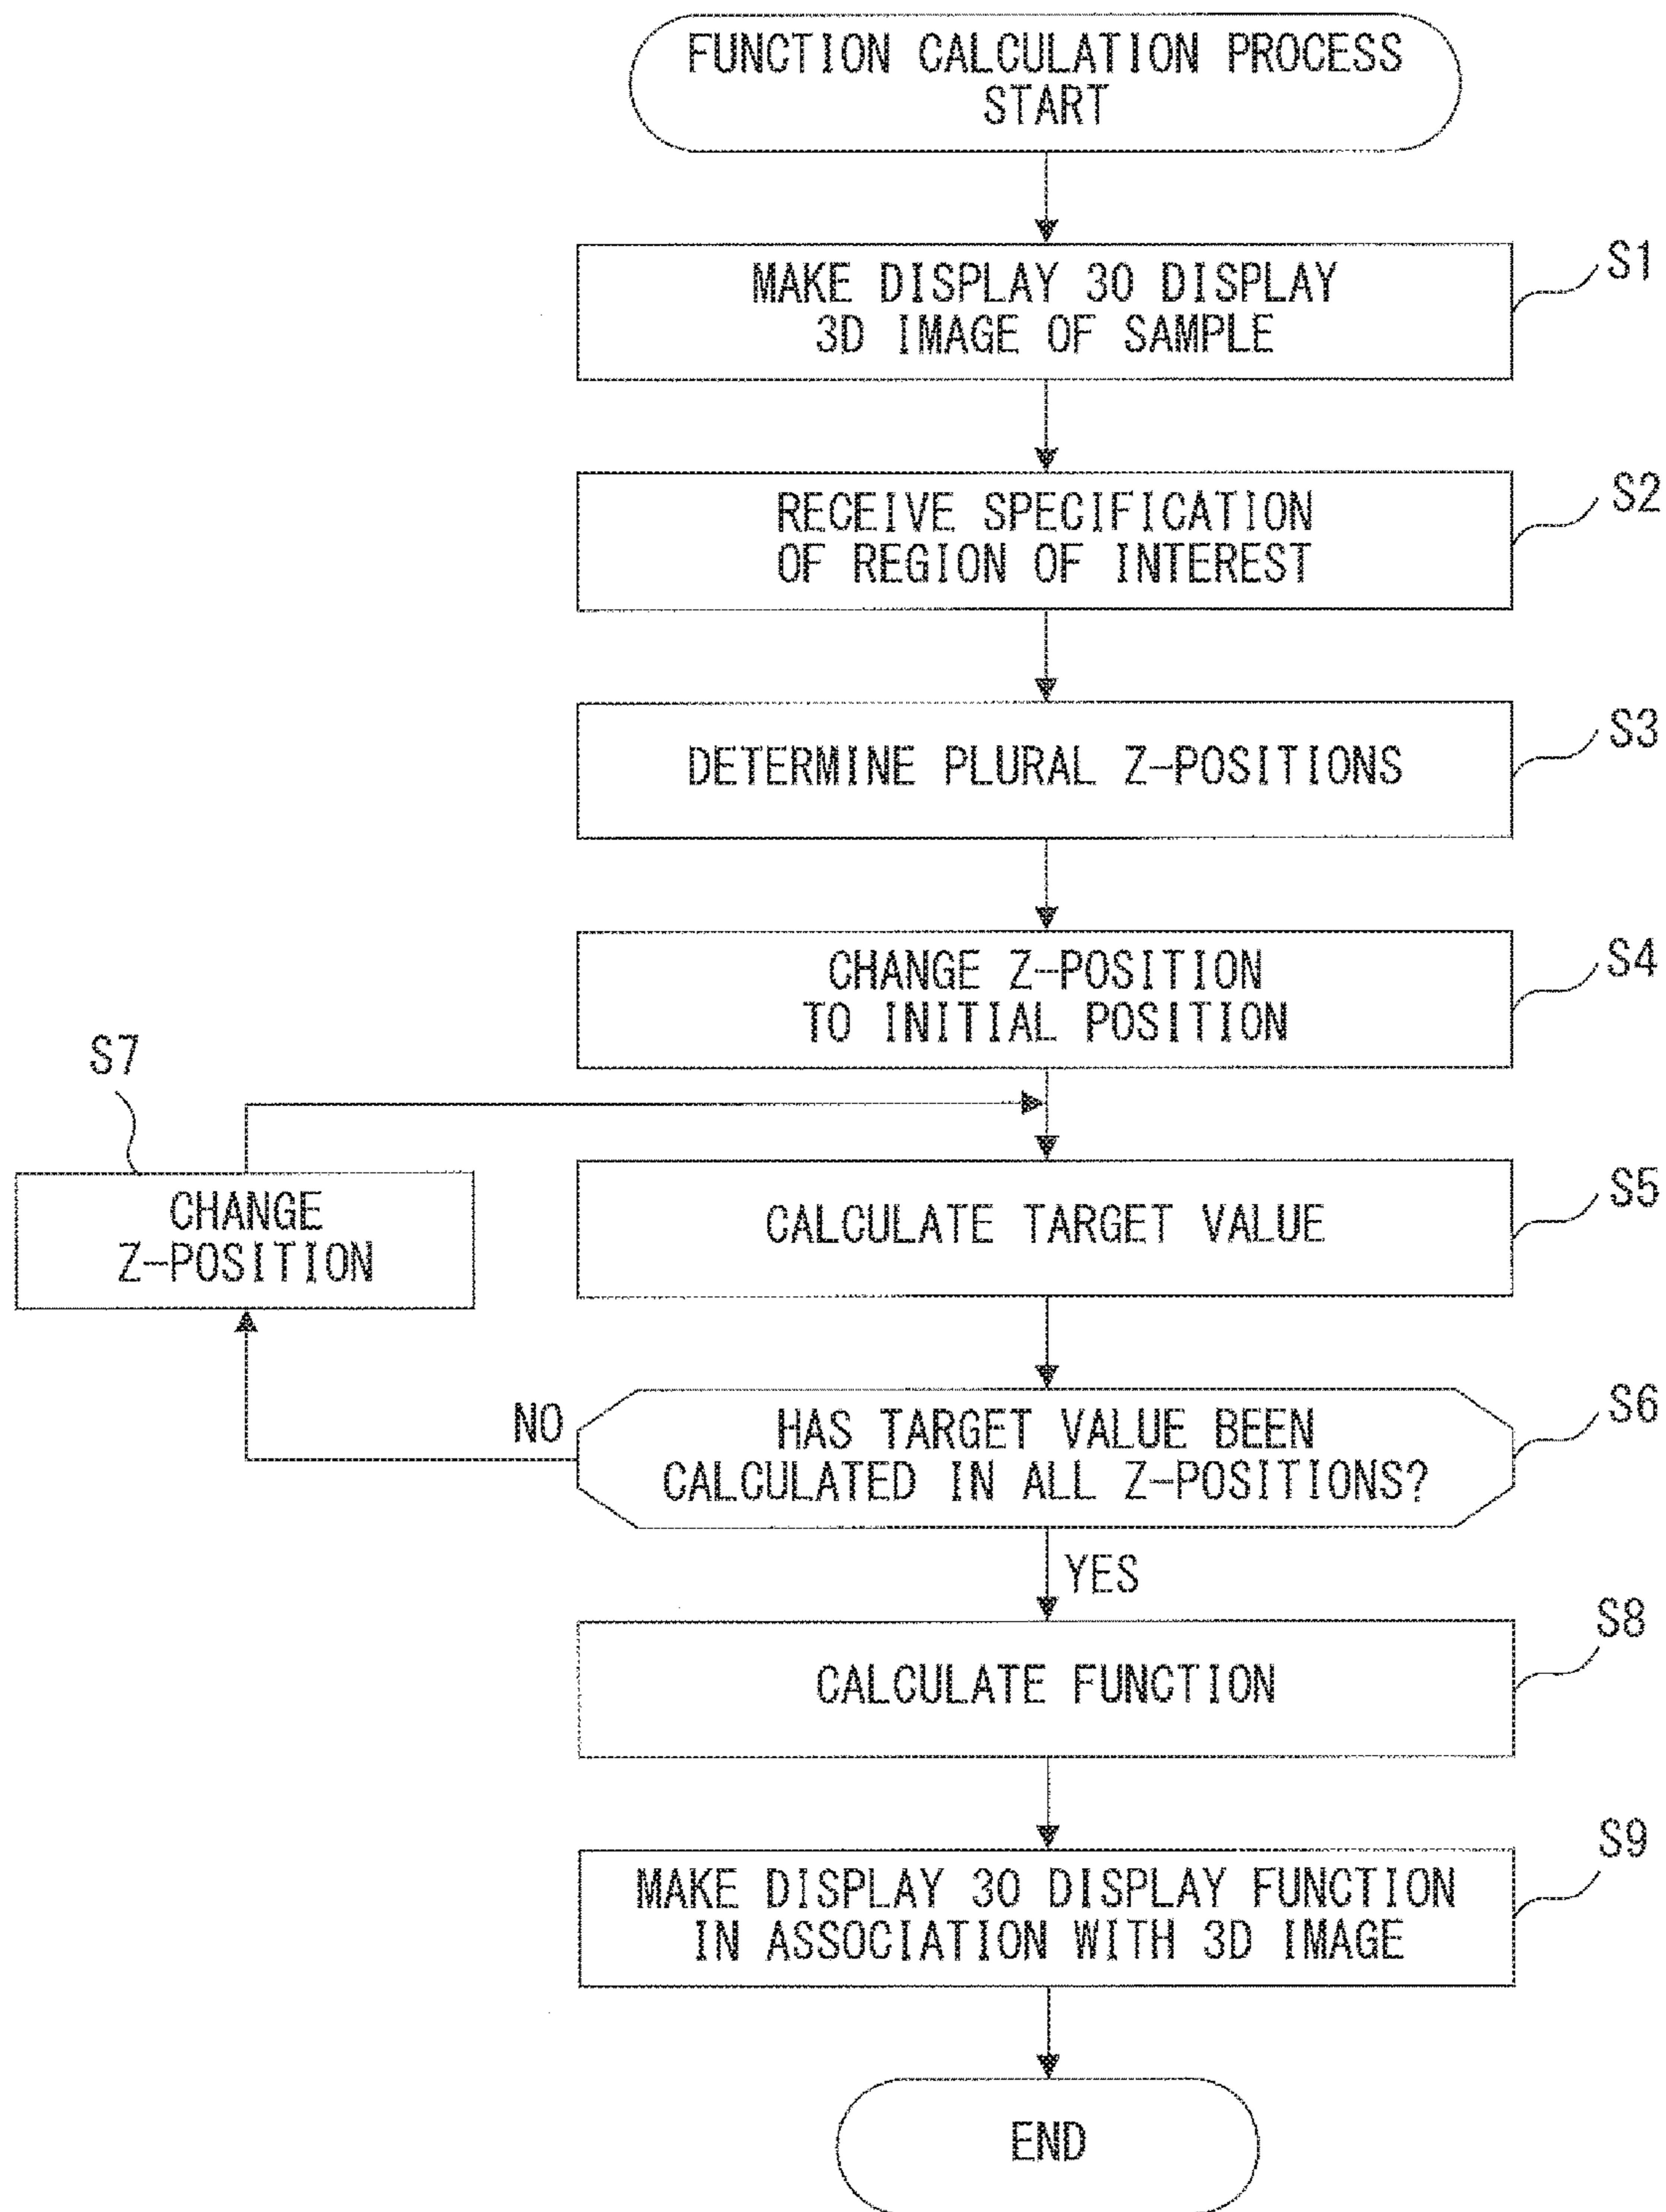 FUNCTION CALCULATION PROCESS
START
MAKE DISPLAY 30 DISPLAY
3D IMAGE OF SAMPLE
S1
RECEIVE SPECIFICATION
OF REGION OF INTEREST
S2
DETERMINE PLURAL Z-POSITIONS
S3
CHANGE Z-POSITION
TO INITIAL POSITION
S4
S7
CHANGE
Z-POSITION
CALCULATE TARGET VALUE
S5
NO
HAS TARGET VALUE BEEN
CALCULATED IN ALL Z-POSITIONS?
S6
YES
CALCULATE FUNCTION
S8
MAKE DISPLAY 30 DISPLAY FUNCTION
IN ASSOCIATION WITH 3D IMAGE
S9
END